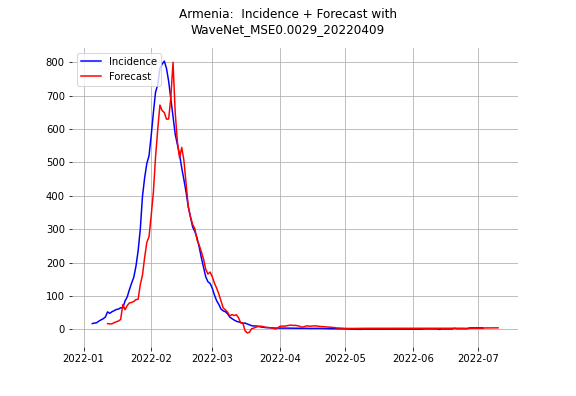 Armenia:  Incidence + Forecast with
WaveNet_MSE0.0029_20220409
Incidence
Forecast
800
700
600
500
400
300
200
100
0
2022-01 2022-02 2022-03 2022-04 2022-05 2022-06 2022-07